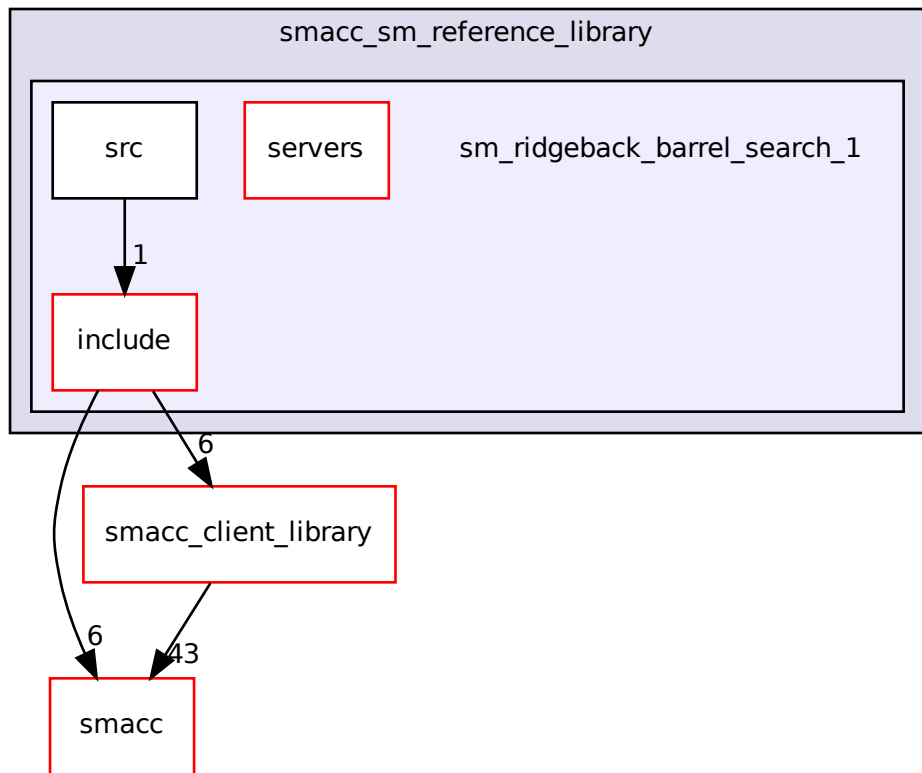 smacc_sm_reference_library
src
servers
sm_ridgeback_barrel_search_1
1
include
6
smacc_client_library
6
43
smacc